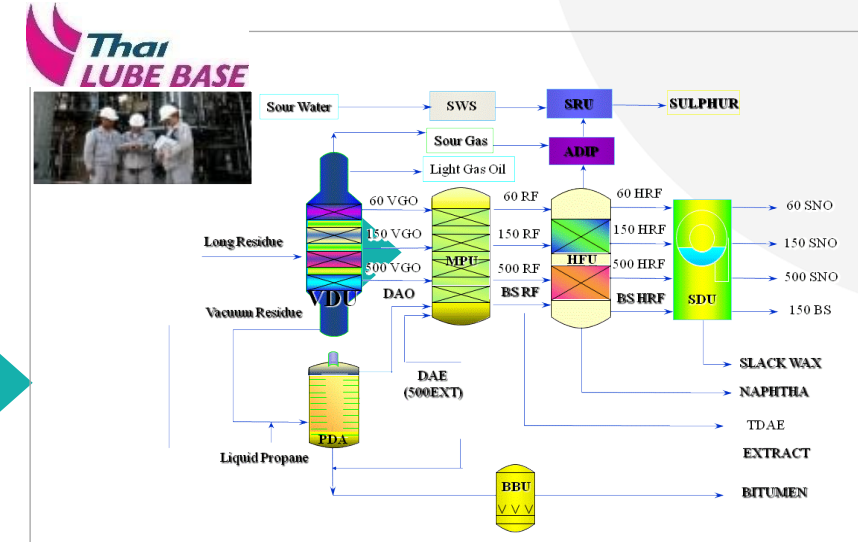 Thai
LUBE BASE
Sour Water
SWS
SRU
SULPHUR
Sour Gas
ADIP
Light Gas Oil
60 VGO
60 RF
60 HRF
60 SNO
Long Residue
150 VGO
150 RF
150 HRF
150 SNO
MPU
HFU
500 VGO
500 RF
500 HRF
500 SNO
VDU
DAO
BS RF
BS HRF
SDU
150 BS
Vacuum Residue
SLACK WAX
DAE
(500EXT)
NAPHTHA
TDAE
PDA
Liquid Propane
EXTRACT
BBU
BITUMEN